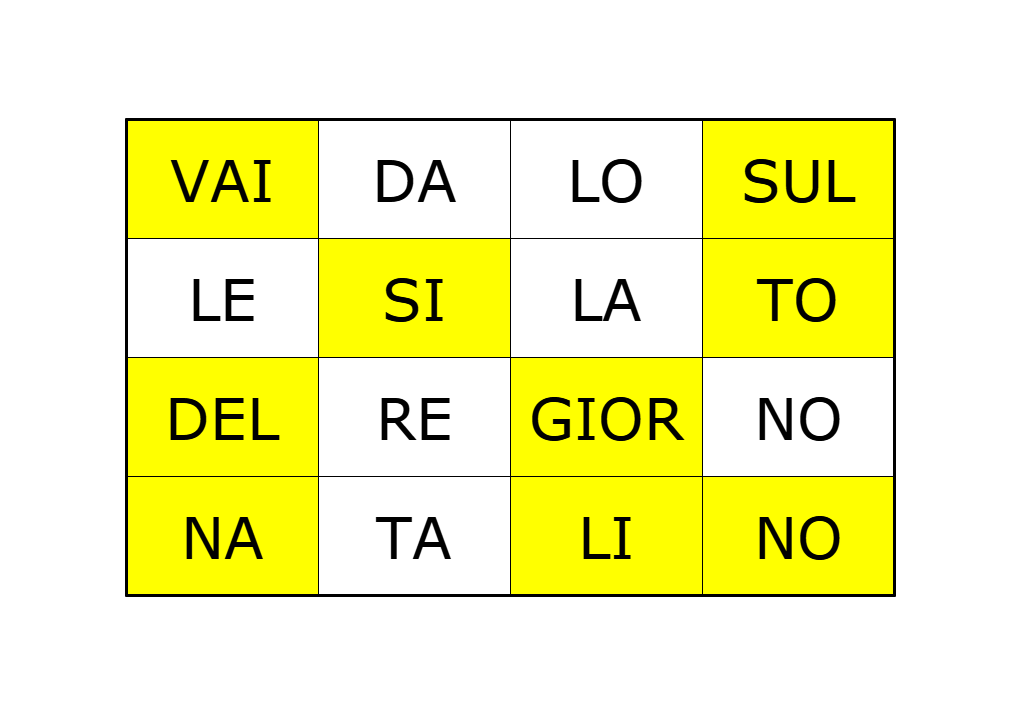 VAI DA LO SUL
LE SI LA TO
DEL RE GIOR NO
NA TA LI NO